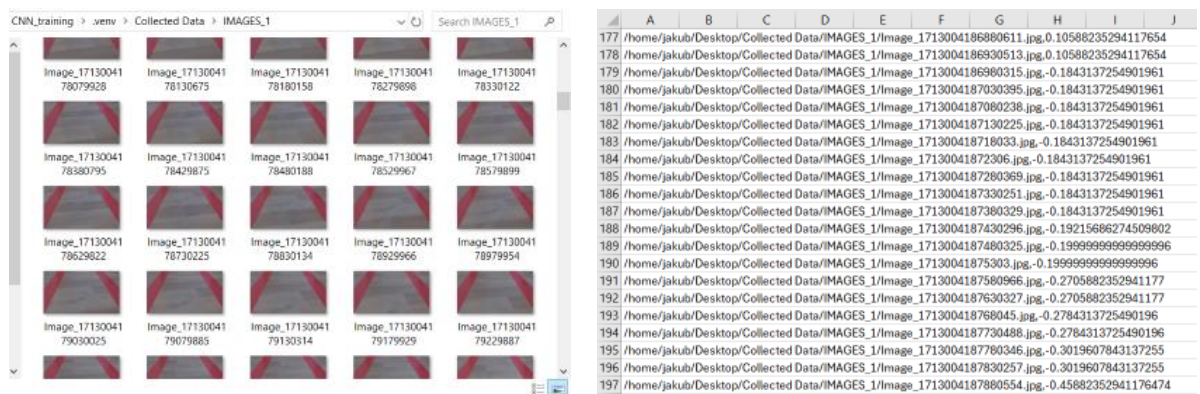 CNN_training > .venv > Collected Data > IMAGES_1
Search IMAGES_1
Image_17130041 Image_17130041 Image_17130041 Image_17130041 Image_17130041
78079928 78130675 78180158 78279898 78330122
Image_17130041 Image_17130041 Image_17130041 Image_17130041 Image_17130041
78380795 78429875 78480188 78529967 78579899
Image_17130041 Image_17130041 Image_17130041 Image_17130041 Image_17130041
78629822 78730225 78830134 78929966 78979954
Image_17130041 Image_17130041 Image_17130041 Image_17130041 Image_17130041
79030025 79079885 79130314 79179929 79229887
A B C D E F G H I J
177 /home/jakub/Desktop/Collected Data/IMAGES_1/Image_1713004186880611.jpg,0.10588235294117654
178 /home/jakub/Desktop/Collected Data/IMAGES_1/Image_1713004186930513.jpg,0.10588235294117654
179 /home/jakub/Desktop/Collected Data/IMAGES_1/Image_1713004186980315.jpg,-0.1843137254901961
180 /home/jakub/Desktop/Collected Data/IMAGES_1/Image_1713004187030395.jpg,-0.1843137254901961
181 /home/jakub/Desktop/Collected Data/IMAGES_1/Image_1713004187080238.jpg,-0.1843137254901961
182 /home/jakub/Desktop/Collected Data/IMAGES_1/Image_1713004187130225.jpg,-0.1843137254901961
183 /home/jakub/Desktop/Collected Data/IMAGES_1/Image_171300418718033.jpg,-0.1843137254901961
184 /home/jakub/Desktop/Collected Data/IMAGES_1/Image_17130041872306.jpg,-0.1843137254901961
185 /home/jakub/Desktop/Collected Data/IMAGES_1/Image_1713004187280369.jpg,-0.1843137254901961
186 /home/jakub/Desktop/Collected Data/IMAGES_1/Image_1713004187330251.jpg,-0.1843137254901961
187 /home/jakub/Desktop/Collected Data/IMAGES_1/Image_1713004187380329.jpg,-0.1843137254901961
188 /home/jakub/Desktop/Collected Data/IMAGES_1/Image_1713004187430296.jpg,-0.19215686274509802
189 /home/jakub/Desktop/Collected Data/IMAGES_1/Image_1713004187480325.jpg,-0.19999999999999996
190 /home/jakub/Desktop/Collected Data/IMAGES_1/Image_17130041875303.jpg,-0.19999999999999996
191 /home/jakub/Desktop/Collected Data/IMAGES_1/Image_1713004187580966.jpg,-0.2705882352941177
192 /home/jakub/Desktop/Collected Data/IMAGES_1/Image_1713004187630327.jpg,-0.2705882352941177
193 /home/jakub/Desktop/Collected Data/IMAGES_1/Image_171300418768045.jpg,-0.2784313725490196
194 /home/jakub/Desktop/Collected Data/IMAGES_1/Image_1713004187730488.jpg,-0.2784313725490196
195 /home/jakub/Desktop/Collected Data/IMAGES_1/Image_1713004187780346.jpg,-0.3019607843137255
196 /home/jakub/Desktop/Collected Data/IMAGES_1/Image_1713004187830257.jpg,-0.3019607843137255
197 /home/jakub/Desktop/Collected Data/IMAGES_1/Image_1713004187880554.jpg,-0.45882352941176474